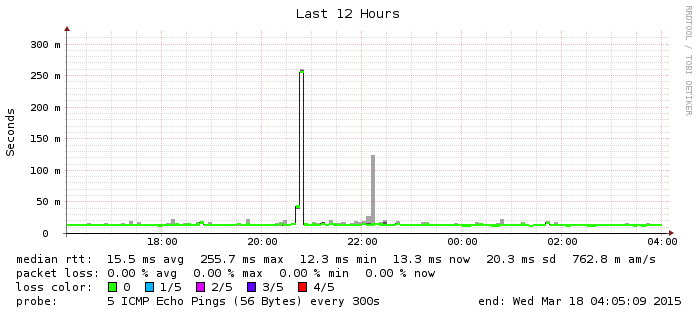 Last 12 Hours
RRDTOOL / TOBI OETIKER
Seconds
300 m
250 m
200 m
150 m
100 m
50 m
0
18:00 20:00 22:00 00:00 02:00 04:00
median rtt: 15.5 ms avg 255.7 ms max 12.3 ms min 13.3 ms now 20.3 ms sd 762.8 m am/s
packet loss: 0.00 % avg 0.00 % max 0.00 % min 0.00 % now
loss color: 0 1/5 2/5 3/5 4/5
probe: 5 ICMP Echo Pings (56 Bytes) every 300s end: Wed Mar 18 04:05:09 2015